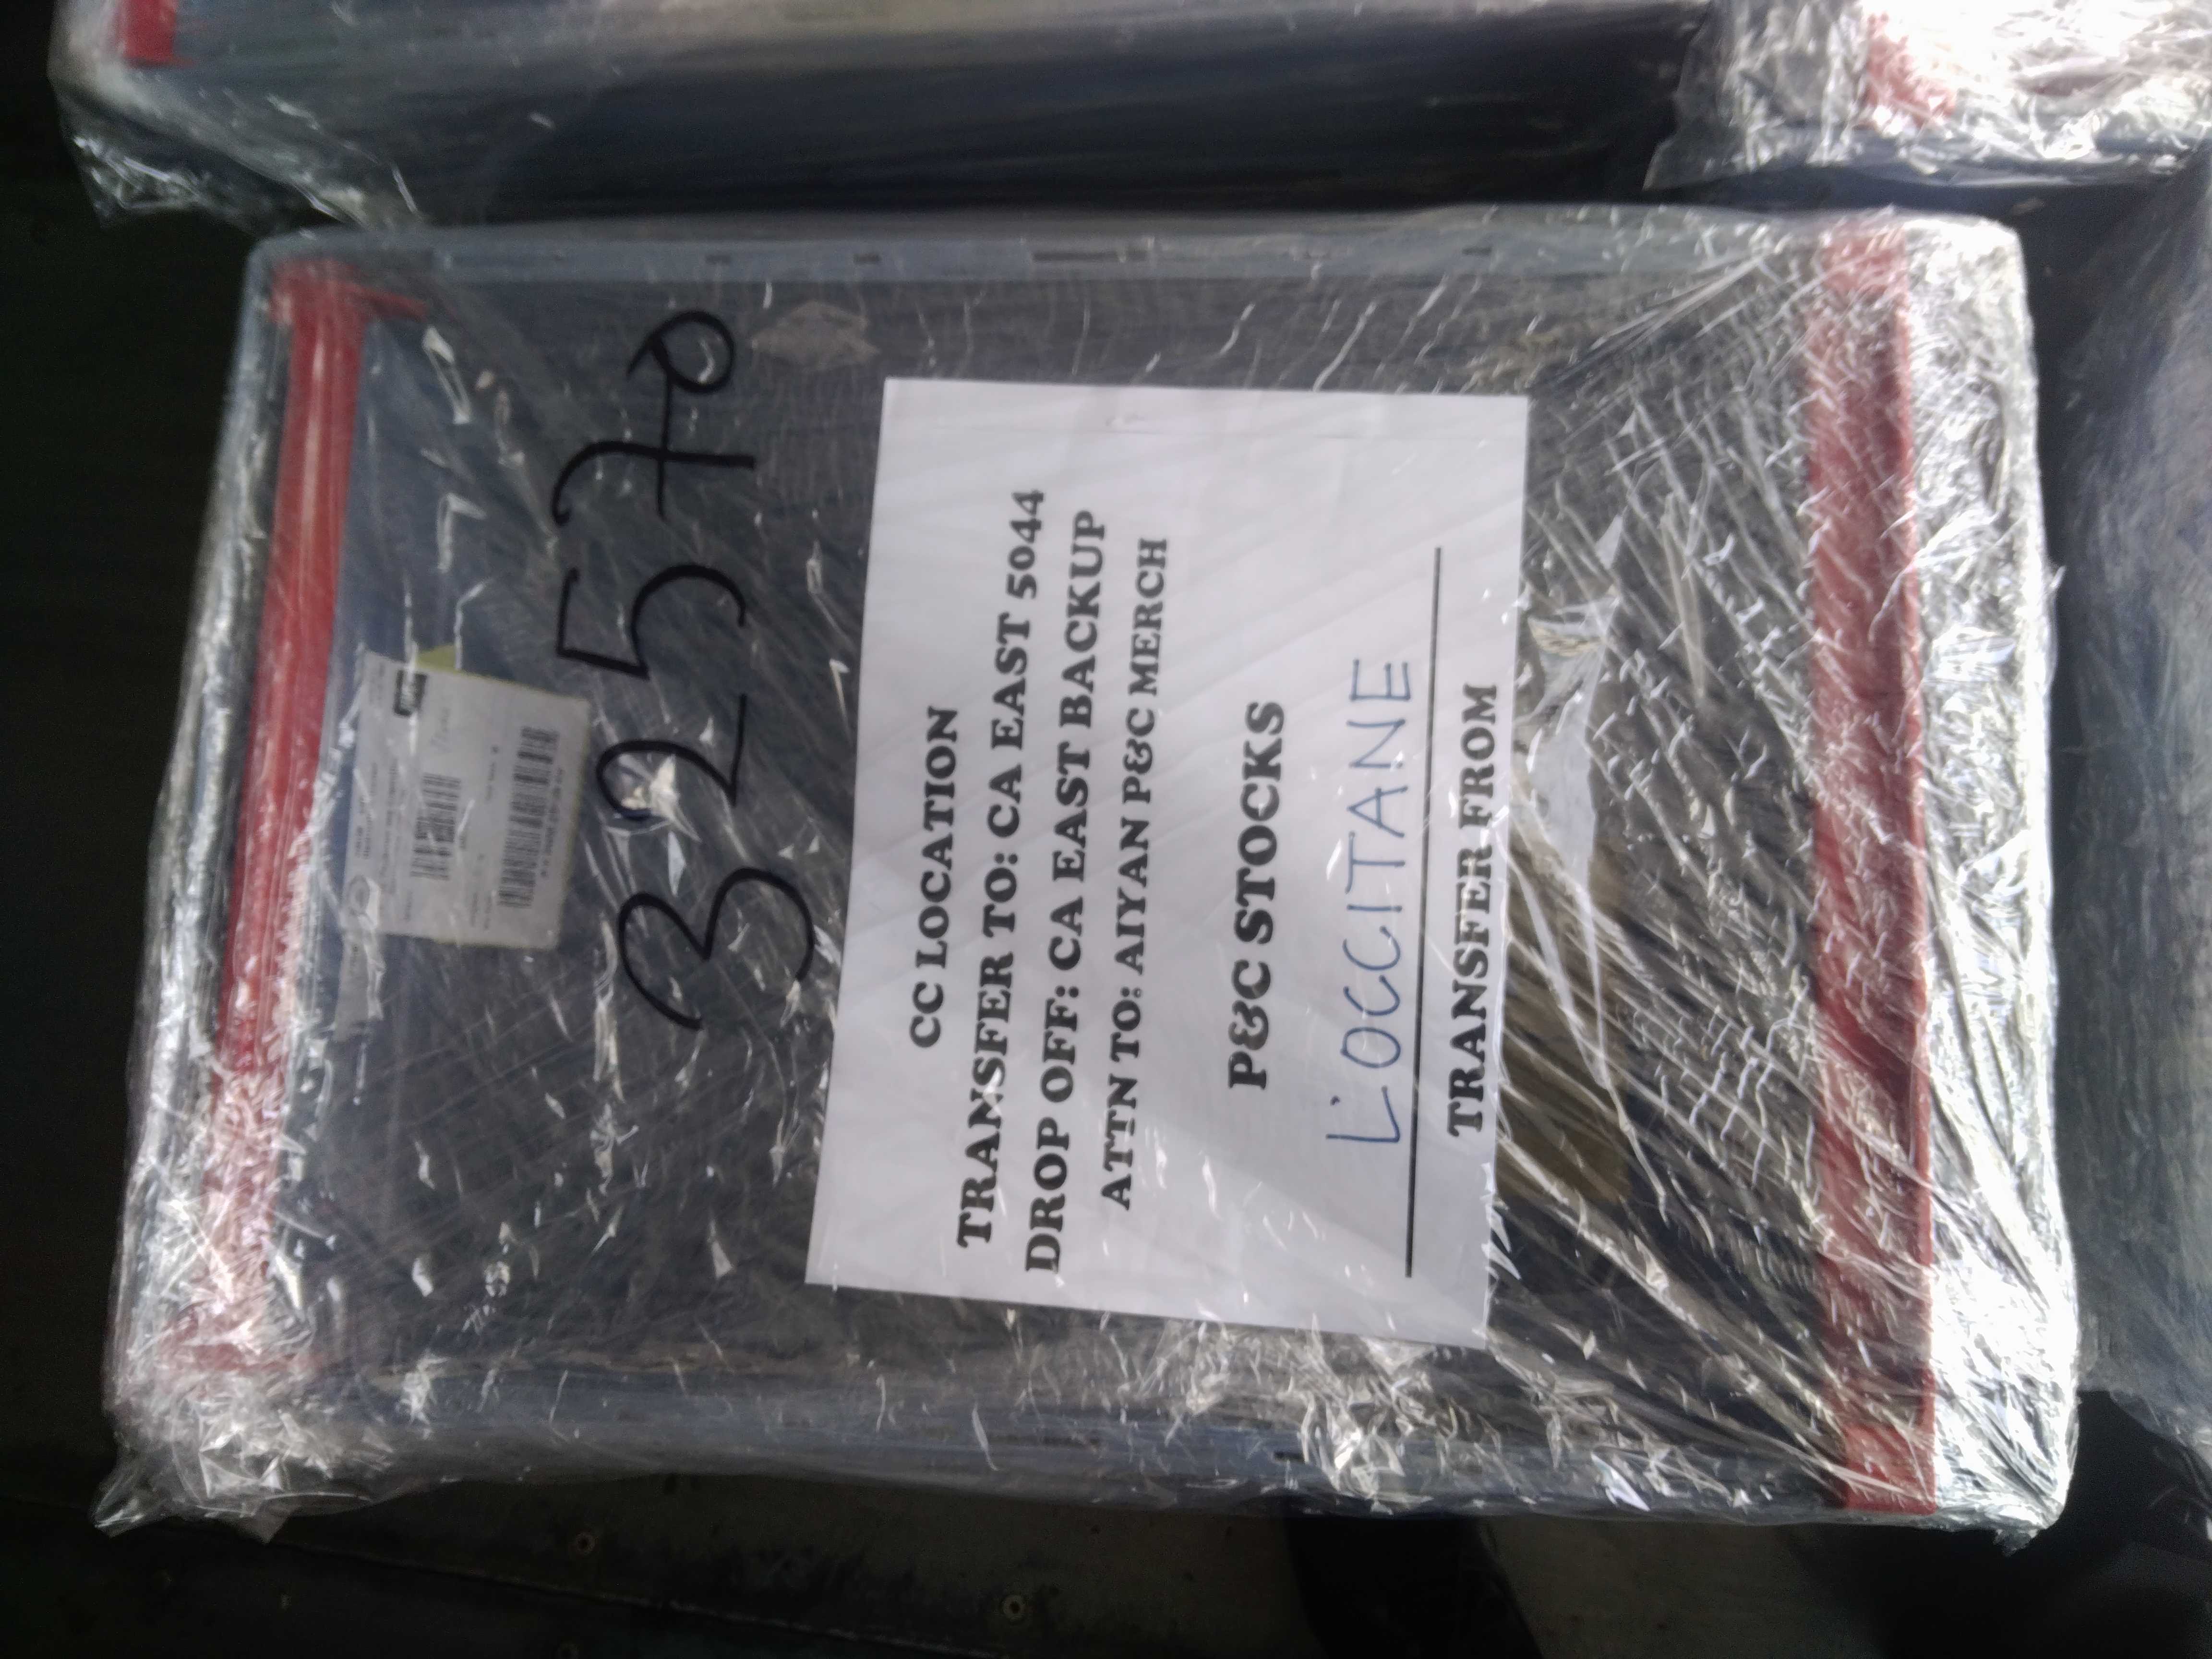 32570
CC LOCATION
TRANSFER TO: CA EAST 5044
DROP OFF: CA EAST BACKUP
ATTN TO: AIYAN P&C MERCH
P&C STOCKS
L'OCCITANE
TRANSFER FROM